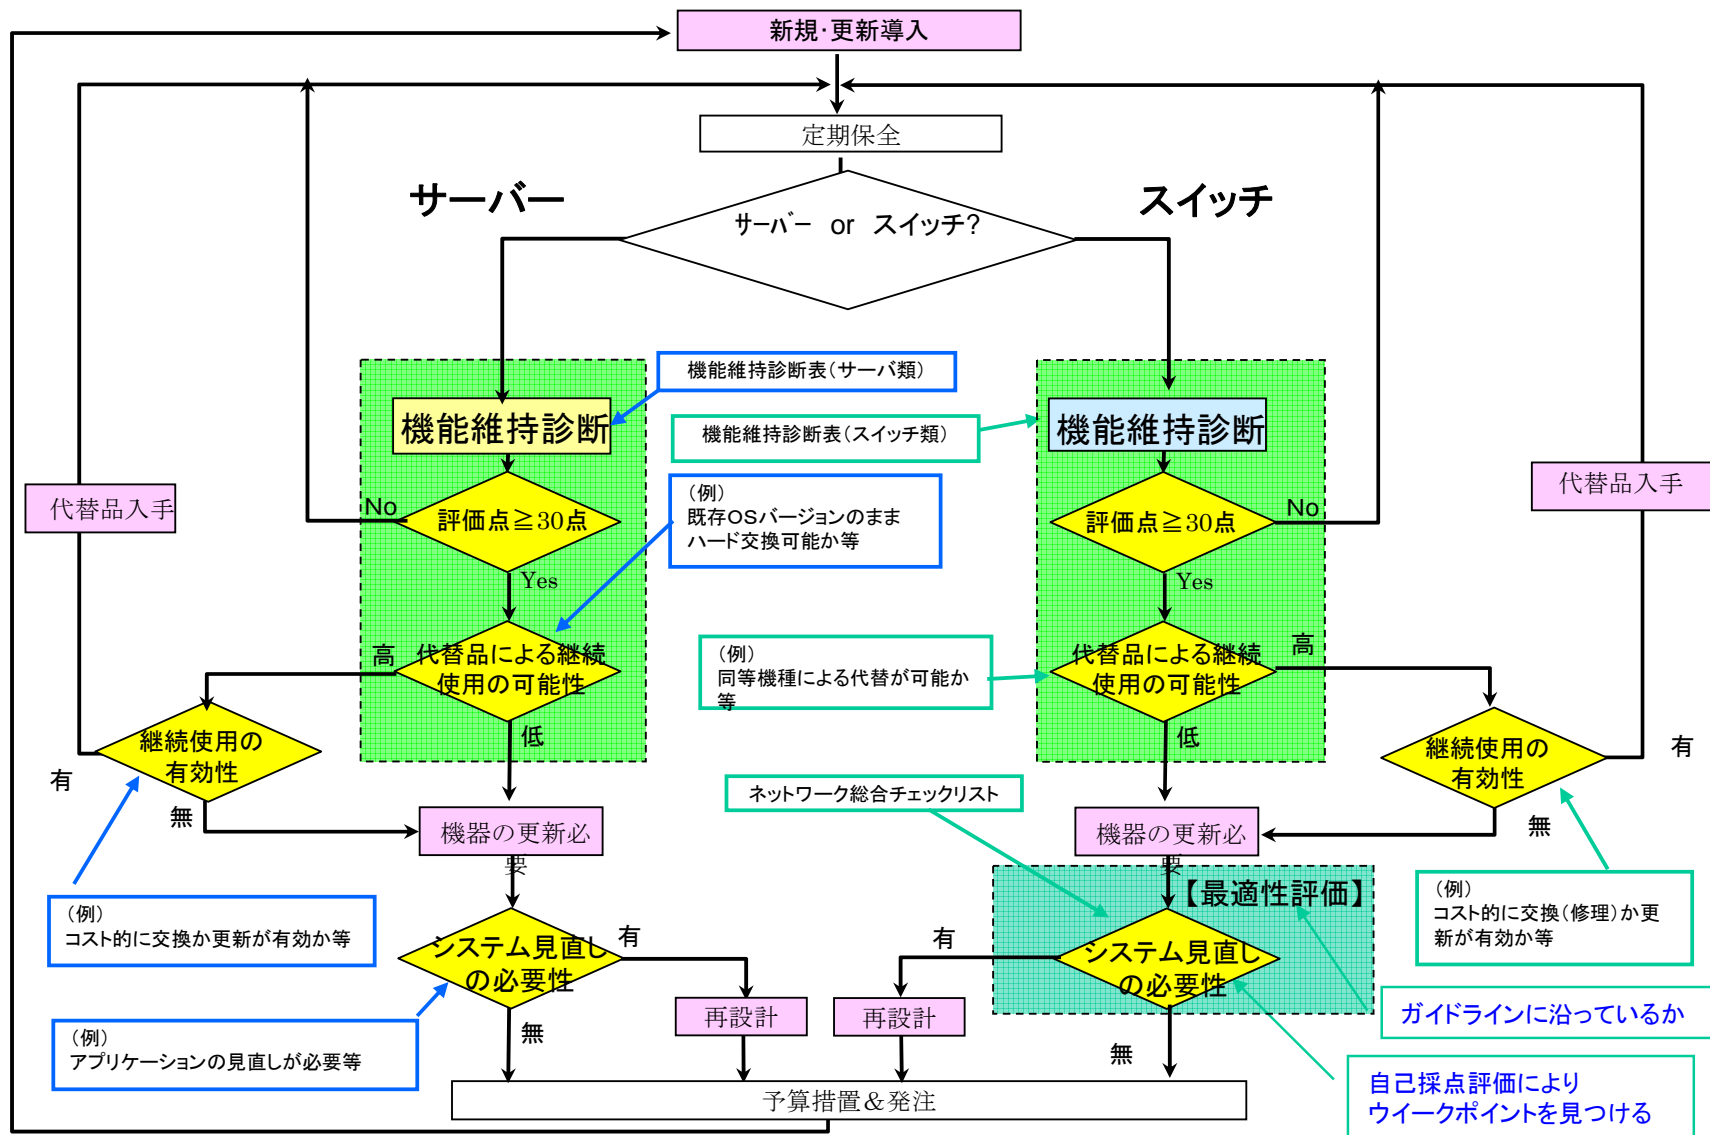 新規・更新導入
定期保全
サーバー
スイッチ
サーバー or スイッチ?
機能維持診断表(サーバ類)
機能維持診断
機能維持診断表(スイッチ類)
機能維持診断
代替品入手
No
評価点≧30点
(例)
既存OSバージョンのまま
ハード交換可能か等
評価点≧30点
No
代替品入手
Yes
Yes
高
代替品による継続
使用の可能性
(例)
同等機種による代替が可能か
等
代替品による継続
使用の可能性
高
継続使用の
有効性
有
無
低
低
継続使用の
有効性
有
無
ネットワーク総合チェックリスト
機器の更新必
要
機器の更新必
要
【最適性評価】
(例)
コスト的に交換か更新が有効か等
(例)
コスト的に交換(修理)か更
新が有効か等
システム見直し
の必要性
有
無
有
システム見直し
の必要性
無
再設計
再設計
ガイドラインに沿っているか
(例)
アプリケーションの見直しが必要等
自己採点評価により
ウイークポイントを見つける
予算措置&発注